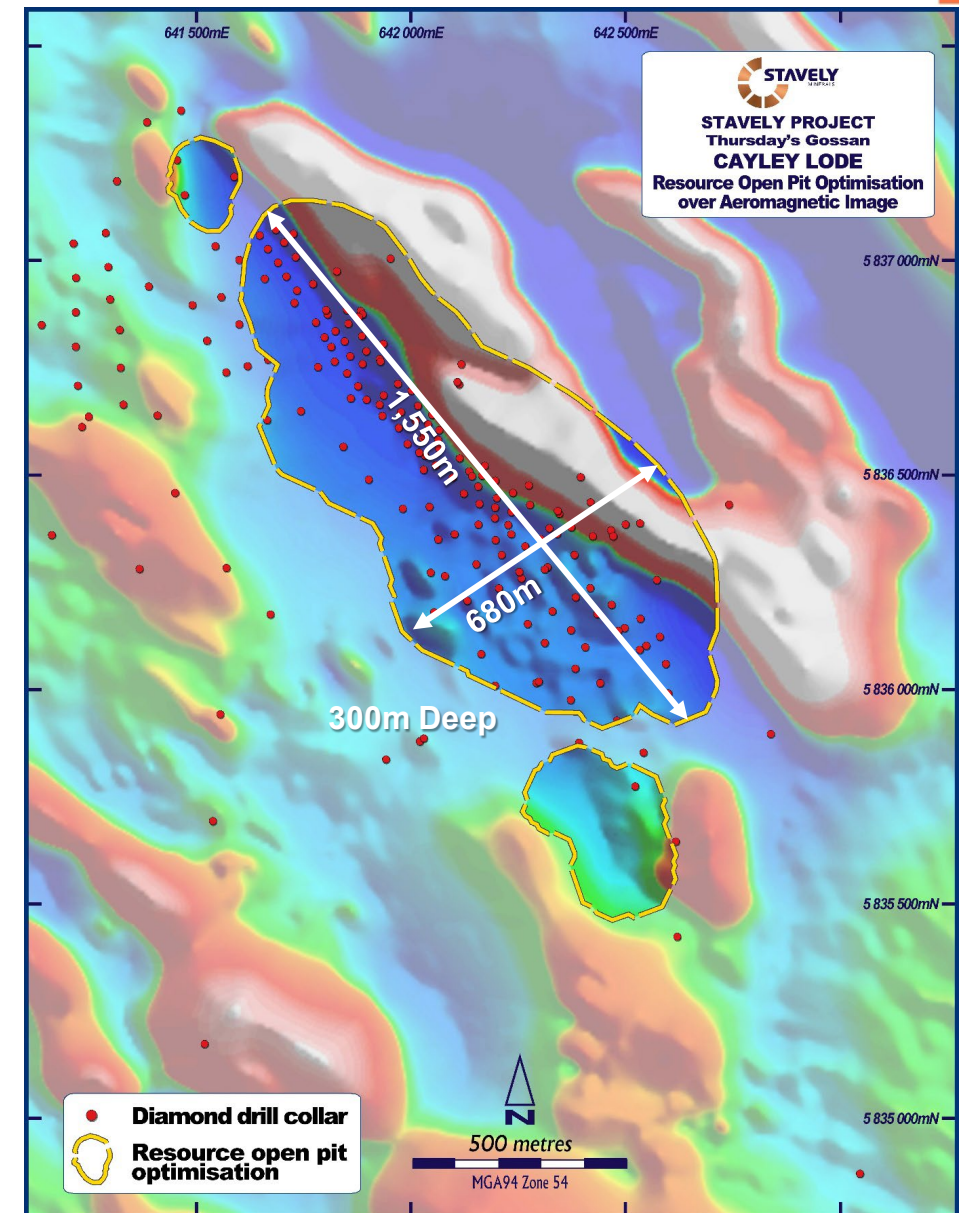 641 500mE
642 000mE
642 500mE
STAVELY
MINERALS
STAVELY PROJECT
Thursday's Gossan
CAYLEY LODE
Resource Open Pit Optimisation
over Aeromagnetic Image
5 837 000mN
1,550m
5 836 500mN
680m
5 836 000mN
300m Deep
5 835 500mN
5 835 000mN
Diamond drill collar
Resource open pit
optimisation
N
500 metres
MGA94 Zone 54